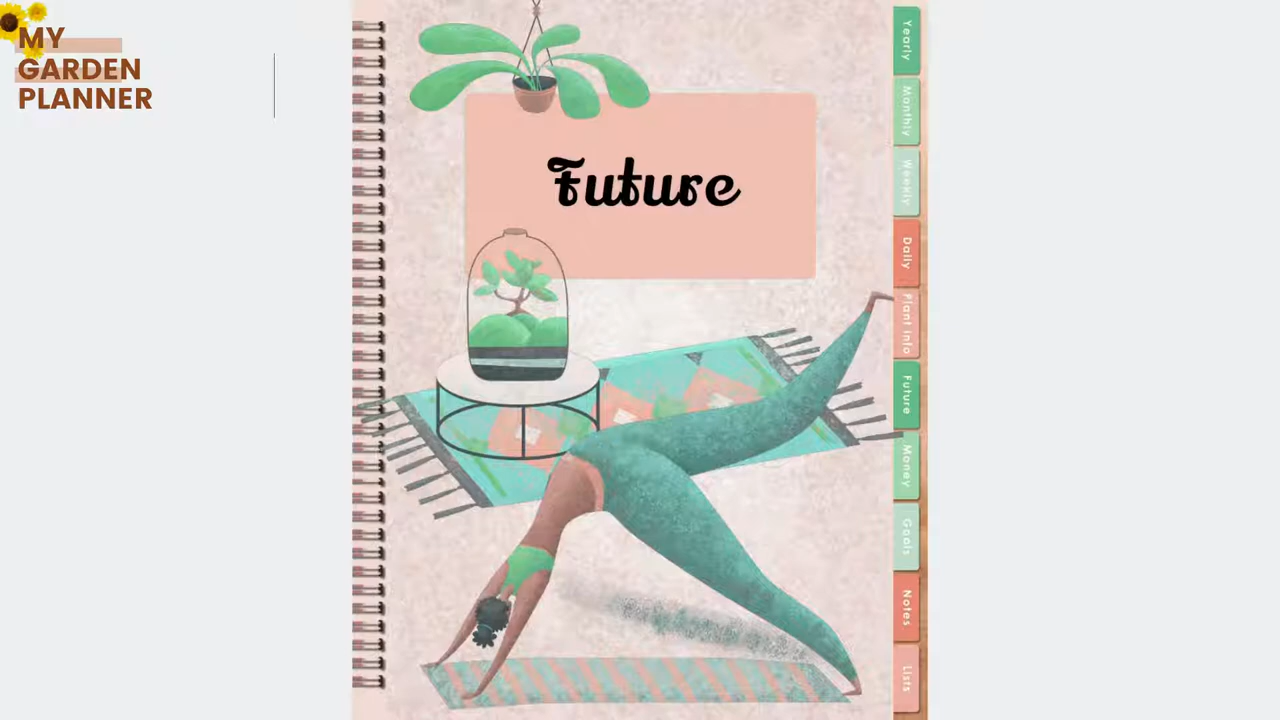 MY
GARDEN
PLANNER
Future
Yearly
Monthly
Weekly
Daily
Plant Info
Future
Money
Goals
Notes
Lists